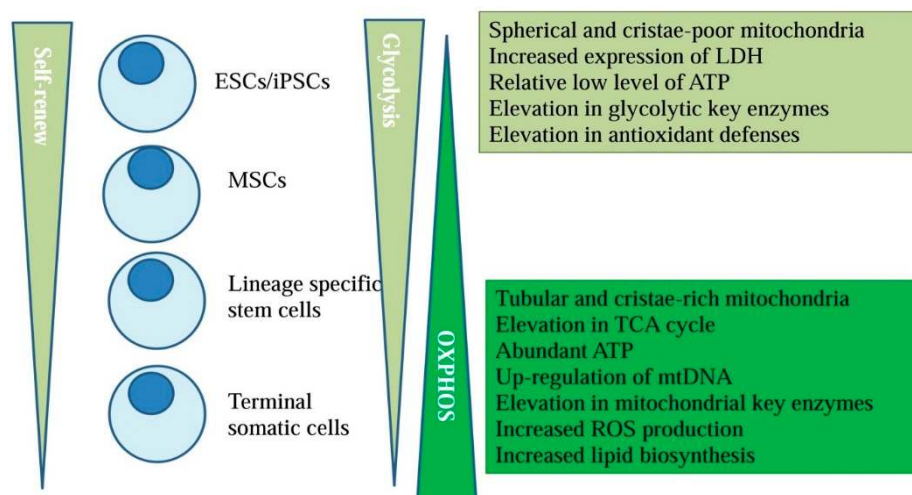 Self-renew
ESCs/iPSCs
MSCs
Lineage specific
stem cells
Terminal
somatic cells
Glycolysis
OXPHOS
Spherical and cristae-poor mitochondria
Increased expression of LDH
Relative low level of ATP
Elevation in glycolytic key enzymes
Elevation in antioxidant defenses
Tubular and cristae-rich mitochondria
Elevation in TCA cycle
Abundant ATP
Up-regulation of mtDNA
Elevation in mitochondrial key enzymes
Increased ROS production
Increased lipid biosynthesis